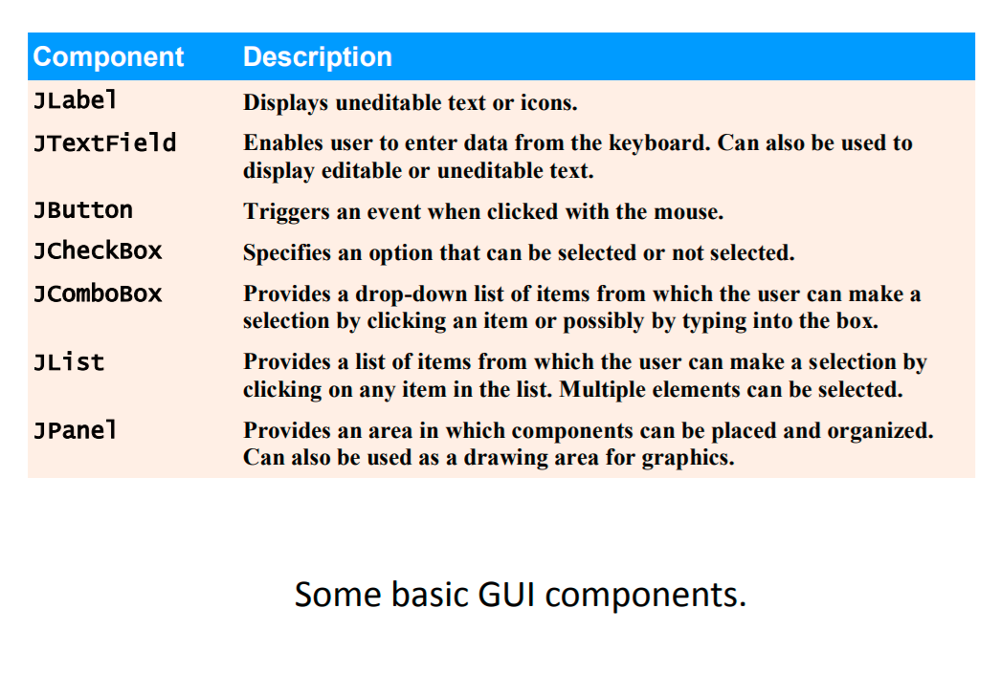 Component Description
JLabel Displays uneditable text or icons.
JTextField Enables user to enter data from the keyboard. Can also be used to
display editable or uneditable text.
JButton Triggers an event when clicked with the mouse.
JCheckBox Specifies an option that can be selected or not selected.
JComboBox Provides a drop-down list of items from which the user can make a
selection by clicking an item or possibly by typing into the box.
JList Provides a list of items from which the user can make a selection by
clicking on any item in the list. Multiple elements can be selected.
JPanel Provides an area in which components can be placed and organized.
Can also be used as a drawing area for graphics.
Some basic GUI components.